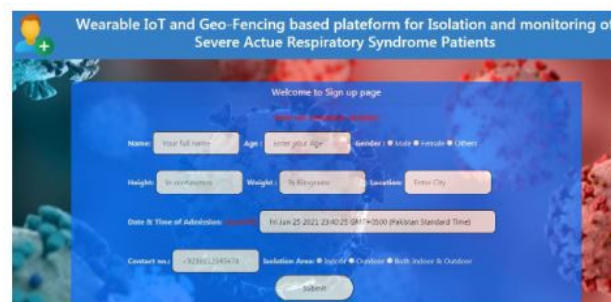 Wearable IoT and Geo-Fencing based plateform for Isolation and monitoring of
Severe Actue Respiratory Syndrome Patients
Welcome to Sign up page
Name: Your full name Age : Enter your Age Gender : Male Female Others
Height: In centimeters Weight : In Kilograms Location: Enter City
Date & Time of Admission: Fri Jun 25 2021 23:40:25 GMT+0500 (Pakistan Standard Time)
Contact no.: Isolation Area: Indoor Outdoor Both Indoor & Outdoor
Submit